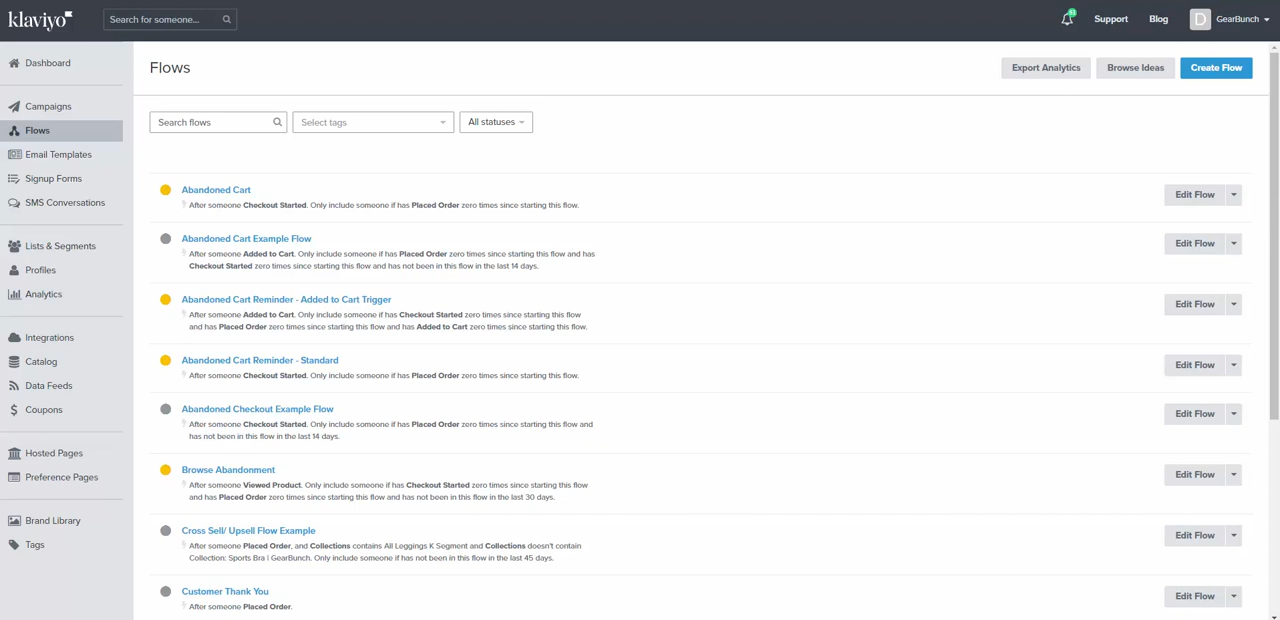 klaviyo
Search for someone...
Support
Blog
D
GearBunch
Dashboard
Campaigns
Flows
Email Templates
Signup Forms
SMS Conversations
Lists & Segments
Profiles
Analytics
Integrations
Catalog
Data Feeds
Coupons
Hosted Pages
Preference Pages
Brand Library
Tags
Flows
Export Analytics
Browse Ideas
Create Flow
Search flows
Select tags
All statuses
Abandoned Cart
After someone Checkout Started. Only include someone if has Placed Order zero times since starting this flow.
Edit Flow
Abandoned Cart Example Flow
After someone Added to Cart. Only include someone if has Placed Order zero times since starting this flow and has
Checkout Started zero times since starting this flow and has not been in this flow in the last 14 days.
Edit Flow
Abandoned Cart Reminder - Added to Cart Trigger
After someone Added to Cart. Only include someone if has Checkout Started zero times since starting this flow
and has Placed Order zero times since starting this flow and has Added to Cart zero times since starting this flow.
Edit Flow
Abandoned Cart Reminder - Standard
After someone Checkout Started. Only include someone if has Placed Order zero times since starting this flow.
Edit Flow
Abandoned Checkout Example Flow
After someone Checkout Started. Only include someone if has Placed Order zero times since starting this flow and
has not been in this flow in the last 14 days.
Edit Flow
Browse Abandonment
After someone Viewed Product. Only include someone if has Checkout Started zero times since starting this flow
and has Placed Order zero times since starting this flow and has not been in this flow in the last 30 days.
Edit Flow
Cross Sell/ Upsell Flow Example
After someone Placed Order, and Collections contains All Leggings K Segment and Collections doesn't contain
Collection: Sports Bra | GearBunch. Only include someone if has not been in this flow in the last 45 days.
Edit Flow
Customer Thank You
After someone Placed Order.
Edit Flow